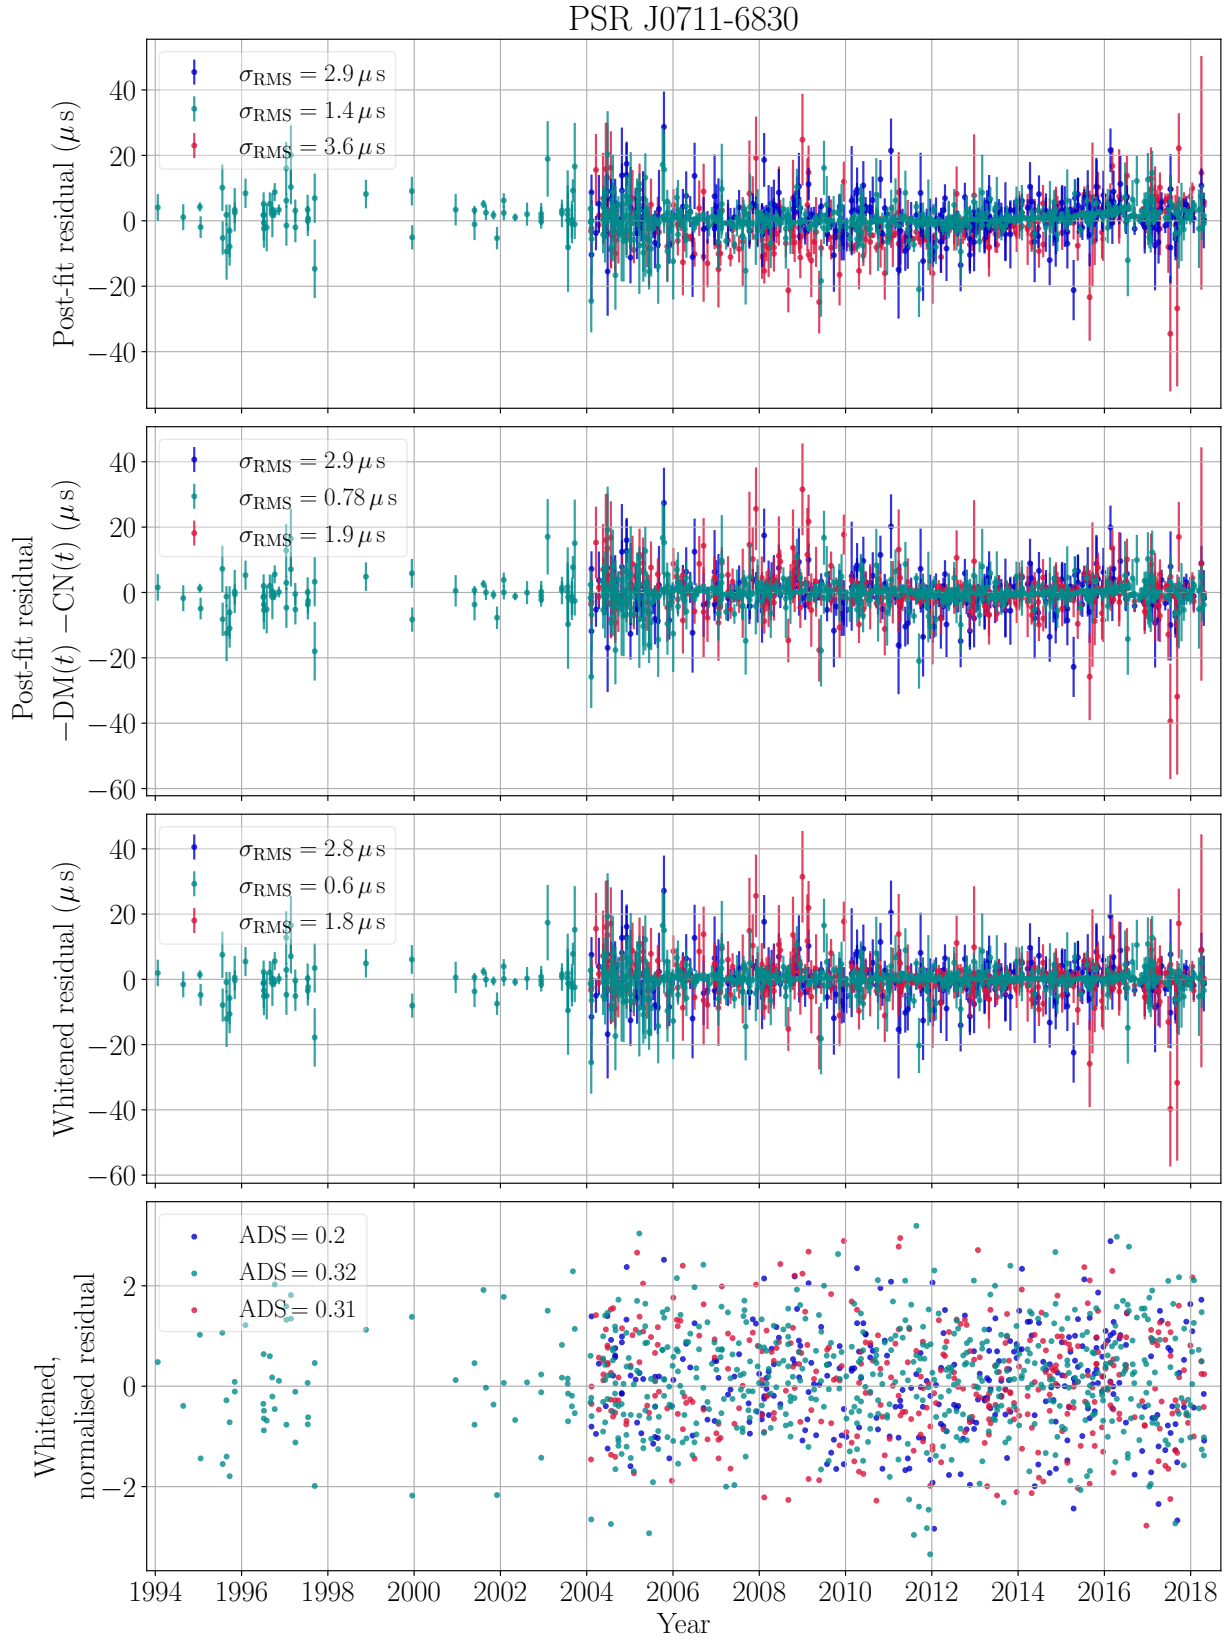 PSR J0711-6830
σRMS = 2.9 μs
σRMS = 1.4 μs
σRMS = 3.6 μs
Post-fit residual (μs)
40
20
0
−20
−40
σRMS = 2.9 μs
σRMS = 0.78 μs
σRMS = 1.9 μs
Post-fit residual
−DM(t) −CN(t) (μs)
40
20
0
−20
−40
−60
σRMS = 2.8 μs
σRMS = 0.6 μs
σRMS = 1.8 μs
Whitened residual (μs)
40
20
0
−20
−40
−60
ADS = 0.2
ADS = 0.32
ADS = 0.31
Whitened,
normalised residual
2
0
−2
1994 1996 1998 2000 2002 2004 2006 2008 2010 2012 2014 2016 2018
Year